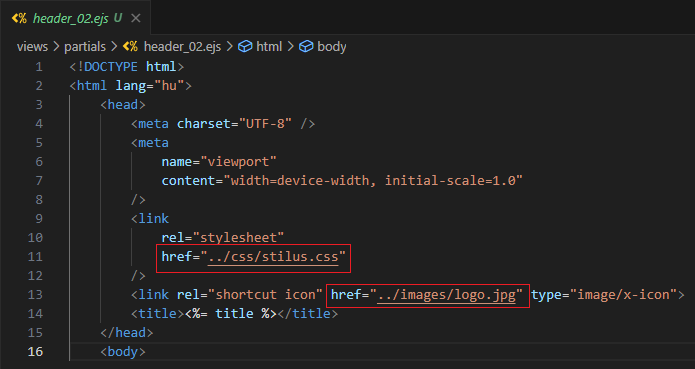 header_02.ejs U
views > partials > header_02.ejs > html > body
1 <!DOCTYPE html>
2 <html lang="hu">
3 <head>
4 <meta charset="UTF-8" />
5 <meta
6 name="viewport"
7 content="width=device-width, initial-scale=1.0"
8 />
9 <link
10 rel="stylesheet"
11 href="../css/stilus.css"
12 />
13 <link rel="shortcut icon" href="../images/logo.jpg" type="image/x-icon">
14 <title><%= title %></title>
15 </head>
16 <body>